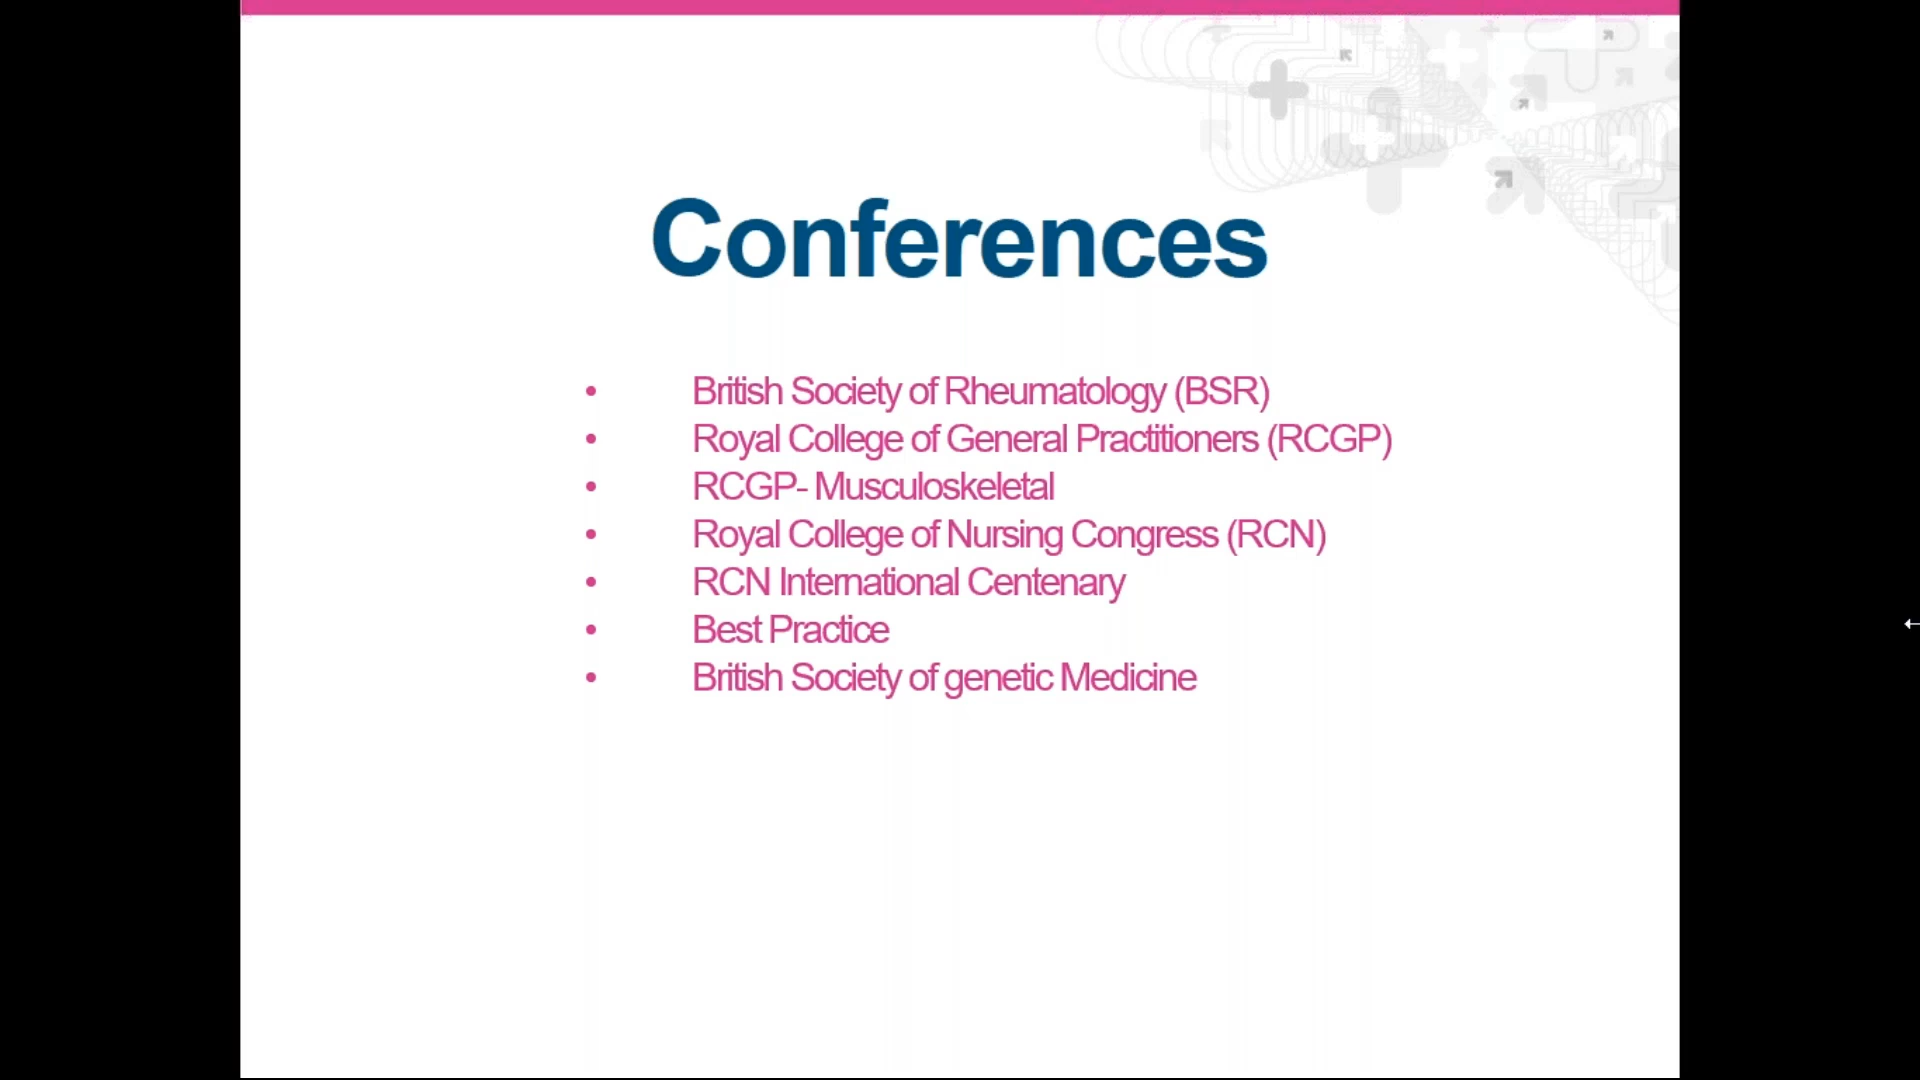 Conferences
• British Society of Rheumatology (BSR)
• Royal College of General Practitioners (RCGP)
• RCGP- Musculoskeletal
• Royal College of Nursing Congress (RCN)
• RCN International Centenary
• Best Practice
• British Society of genetic Medicine